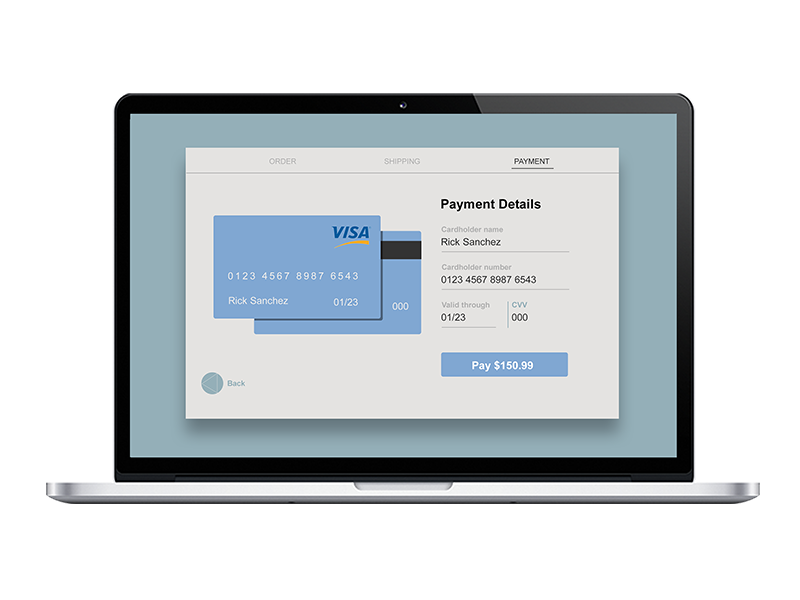 ORDER SHIPPING PAYMENT
VISA
0123 4567 8987 6543
Rick Sanchez 01/23
000
Back
Payment Details
Cardholder name
Rick Sanchez
Cardholder number
0123 4567 8987 6543
Valid through CVV
01/23 000
Pay $150.99